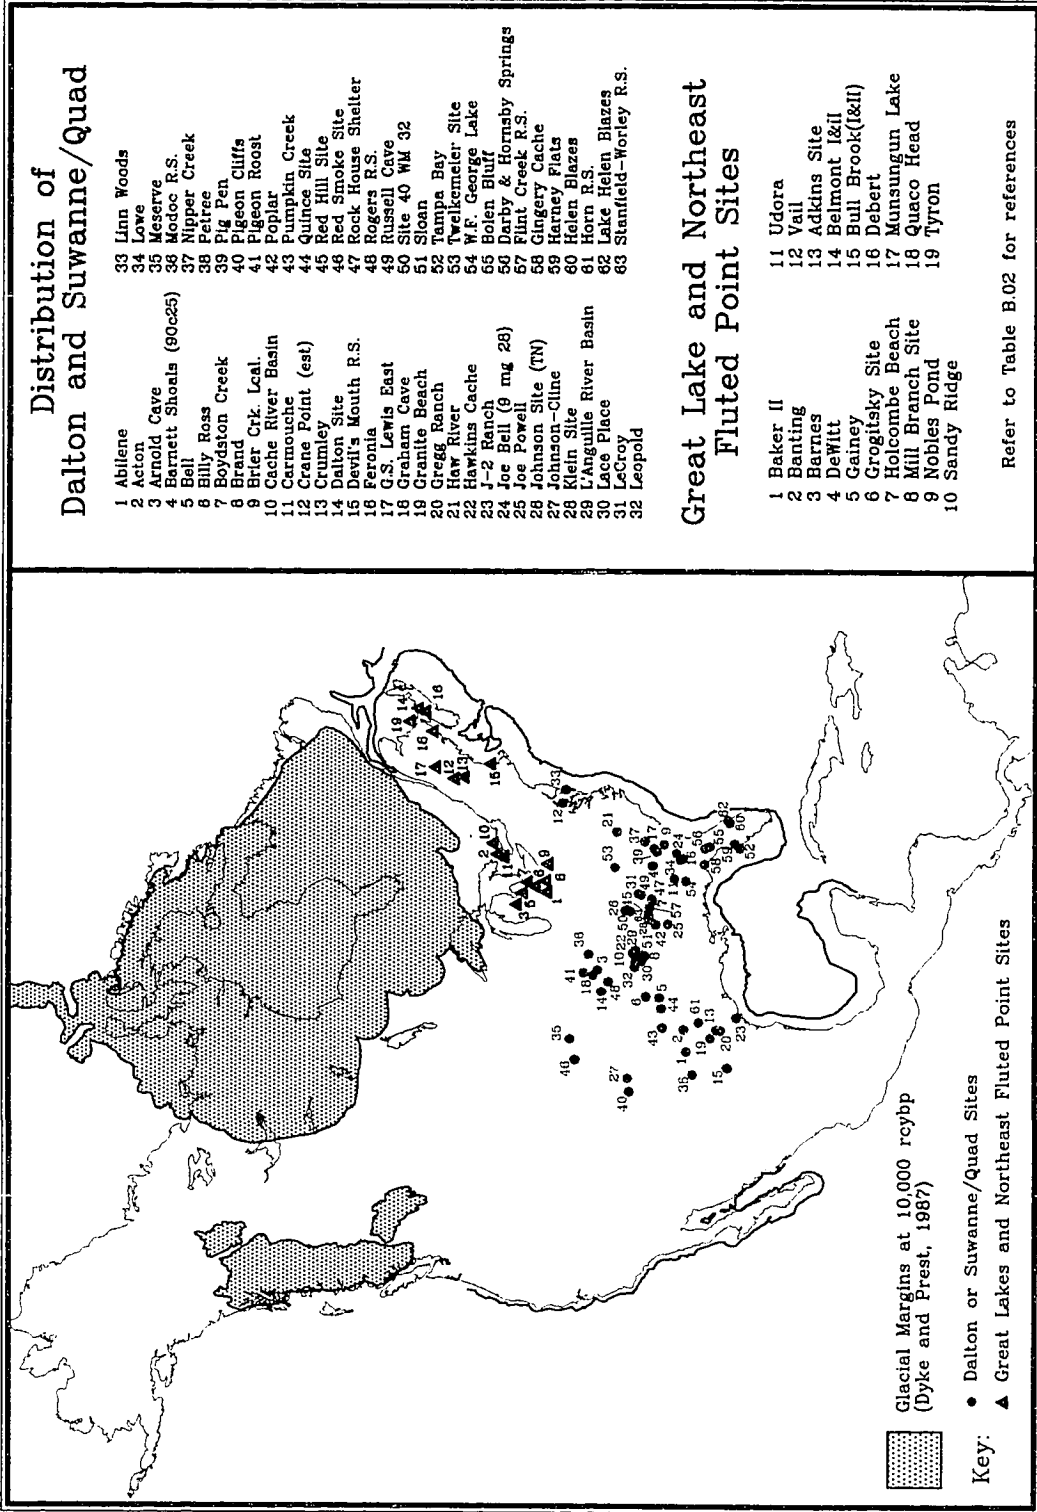 Distribution of
Dalton and Suwanne/Quad
1 Abilene
2 Acton
3 Arnold Cave
4 Barnett Shoals (90c25)
5 Bell
6 Billy Ross
7 Boydston Creek
8 Brand
9 Brier Crk. Lcal.
10 Cache River Basin
11 Carmouche
12 Crane Point (est)
13 Crumley
14 Dalton Site
15 Devil's Mouth R.S.
16 Feronia
17 G.S. Lewis East
18 Graham Cave
19 Granite Beach
20 Gregg Ranch
21 Haw River
22 Hawkins Cache
23 J-2 Ranch
24 Joe Bell (9 mg 28)
25 Joe Powell
26 Johnson Site (TN)
27 Johnson-Cline
28 Klein Site
29 L'Anguille River Basin
30 Lace Place
31 LeCroy
32 Leopold
33 Linn Woods
34 Lowe
35 Meserve
36 Modoc R.S.
37 Nipper Creek
38 Petree
39 Pig Pen
40 Pigeon Cliffs
41 Pigeon Roost
42 Poplar
43 Pumpkin Creek
44 Quince Site
45 Red Hill Site
46 Red Smoke Site
47 Rock House Shelter
48 Rogers R.S.
49 Russell Cave
50 Site 40 WM 32
51 Sloan
52 Tampa Bay
53 Twelkemeier Site
54 W.F. George Lake
55 Bolen Bluff
56 Darby & Hornsby Springs
57 Flint Creek R.S.
58 Gingery Cache
59 Harney Flats
60 Helen Blazes
61 Horn R.S.
62 Lake Helen Blazes
63 Stanfield-Worley R.S.
Great Lake and Northeast
Fluted Point Sites
1 Baker II
2 Banting
3 Barnes
4 DeWitt
5 Gainey
6 Grogitsky Site
7 Holcombe Beach
8 Mill Branch Site
9 Nobles Pond
10 Sandy Ridge
11 Udora
12 Vail
13 Adkins Site
14 Belmont I&II
15 Bull Brook(I&II)
16 Debert
17 Munsungun Lake
18 Quaco Head
19 Tyron
Refer to Table B.02 for references
Glacial Margins at 10,000 rcybp
(Dyke and Prest, 1987)
Key:
Dalton or Suwanne/Quad Sites
Great Lakes and Northeast Fluted Point Sites